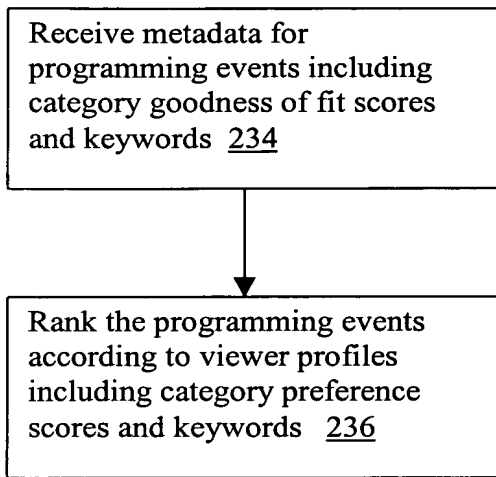 Receive metadata for
programming events including
category goodness of fit scores
and keywords 234
Rank the programming events
according to viewer profiles
including category preference
scores and keywords 236